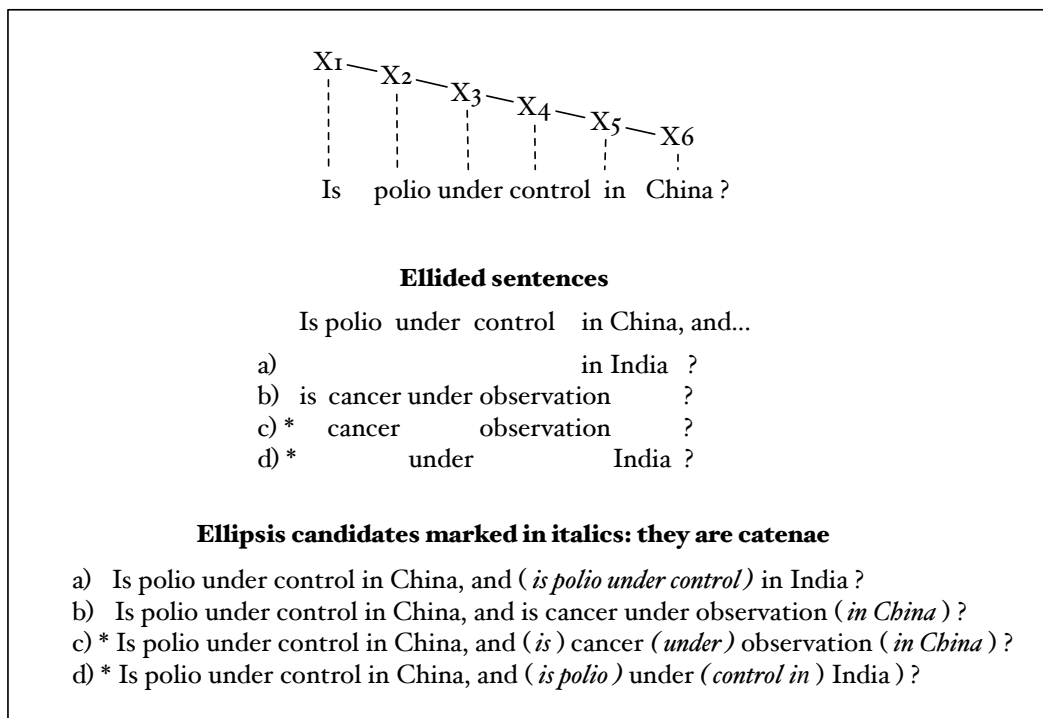 X1
X2
X3
X4
X5
X6
Is polio under control in China ?
Ellided sentences
Is polio under control in China, and...
a) in India ?
b) is cancer under observation ?
c) * cancer observation ?
d) * under India ?
Ellipsis candidates marked in italics: they are catenae
a) Is polio under control in China, and ( is polio under control ) in India ?
b) Is polio under control in China, and is cancer under observation ( in China ) ?
c) * Is polio under control in China, and ( is ) cancer (under ) observation ( in China ) ?
d) * Is polio under control in China, and ( is polio ) under (control in ) India ) ?